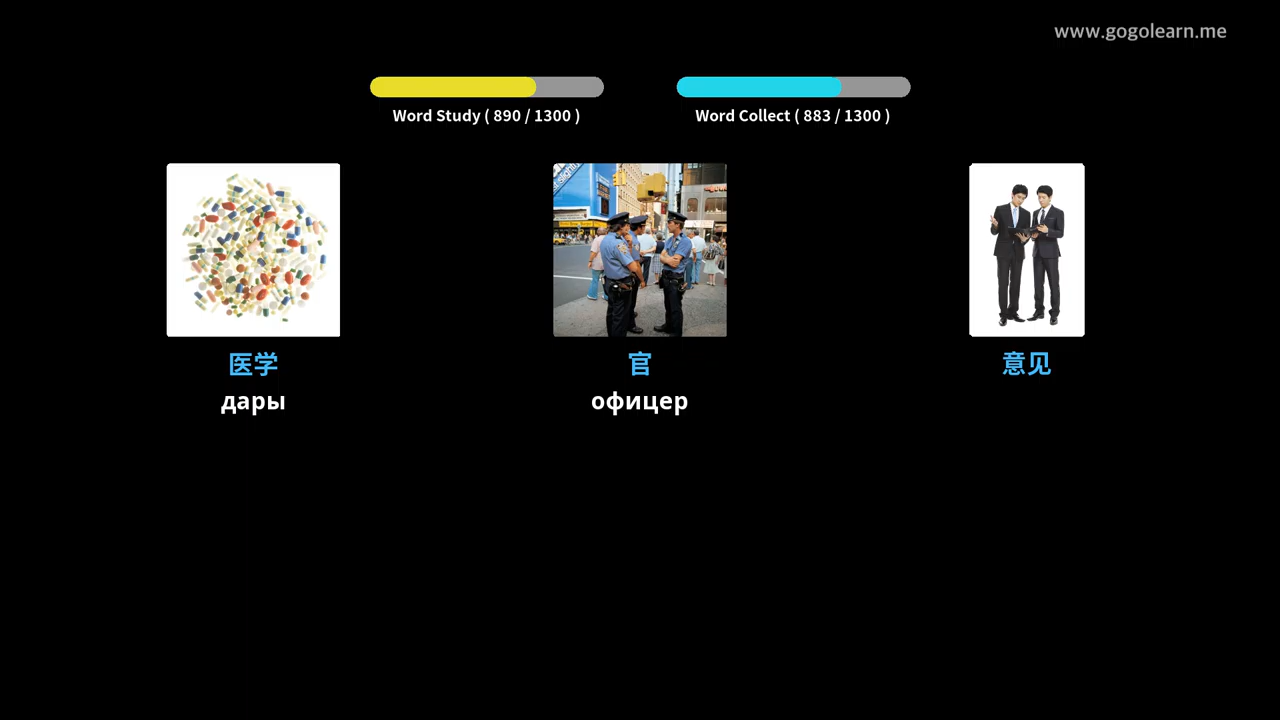 www.gogolearn.me
Word Study ( 890 / 1300 )
Word Collect ( 883 / 1300 )
医学
官
意见
дары
офицер